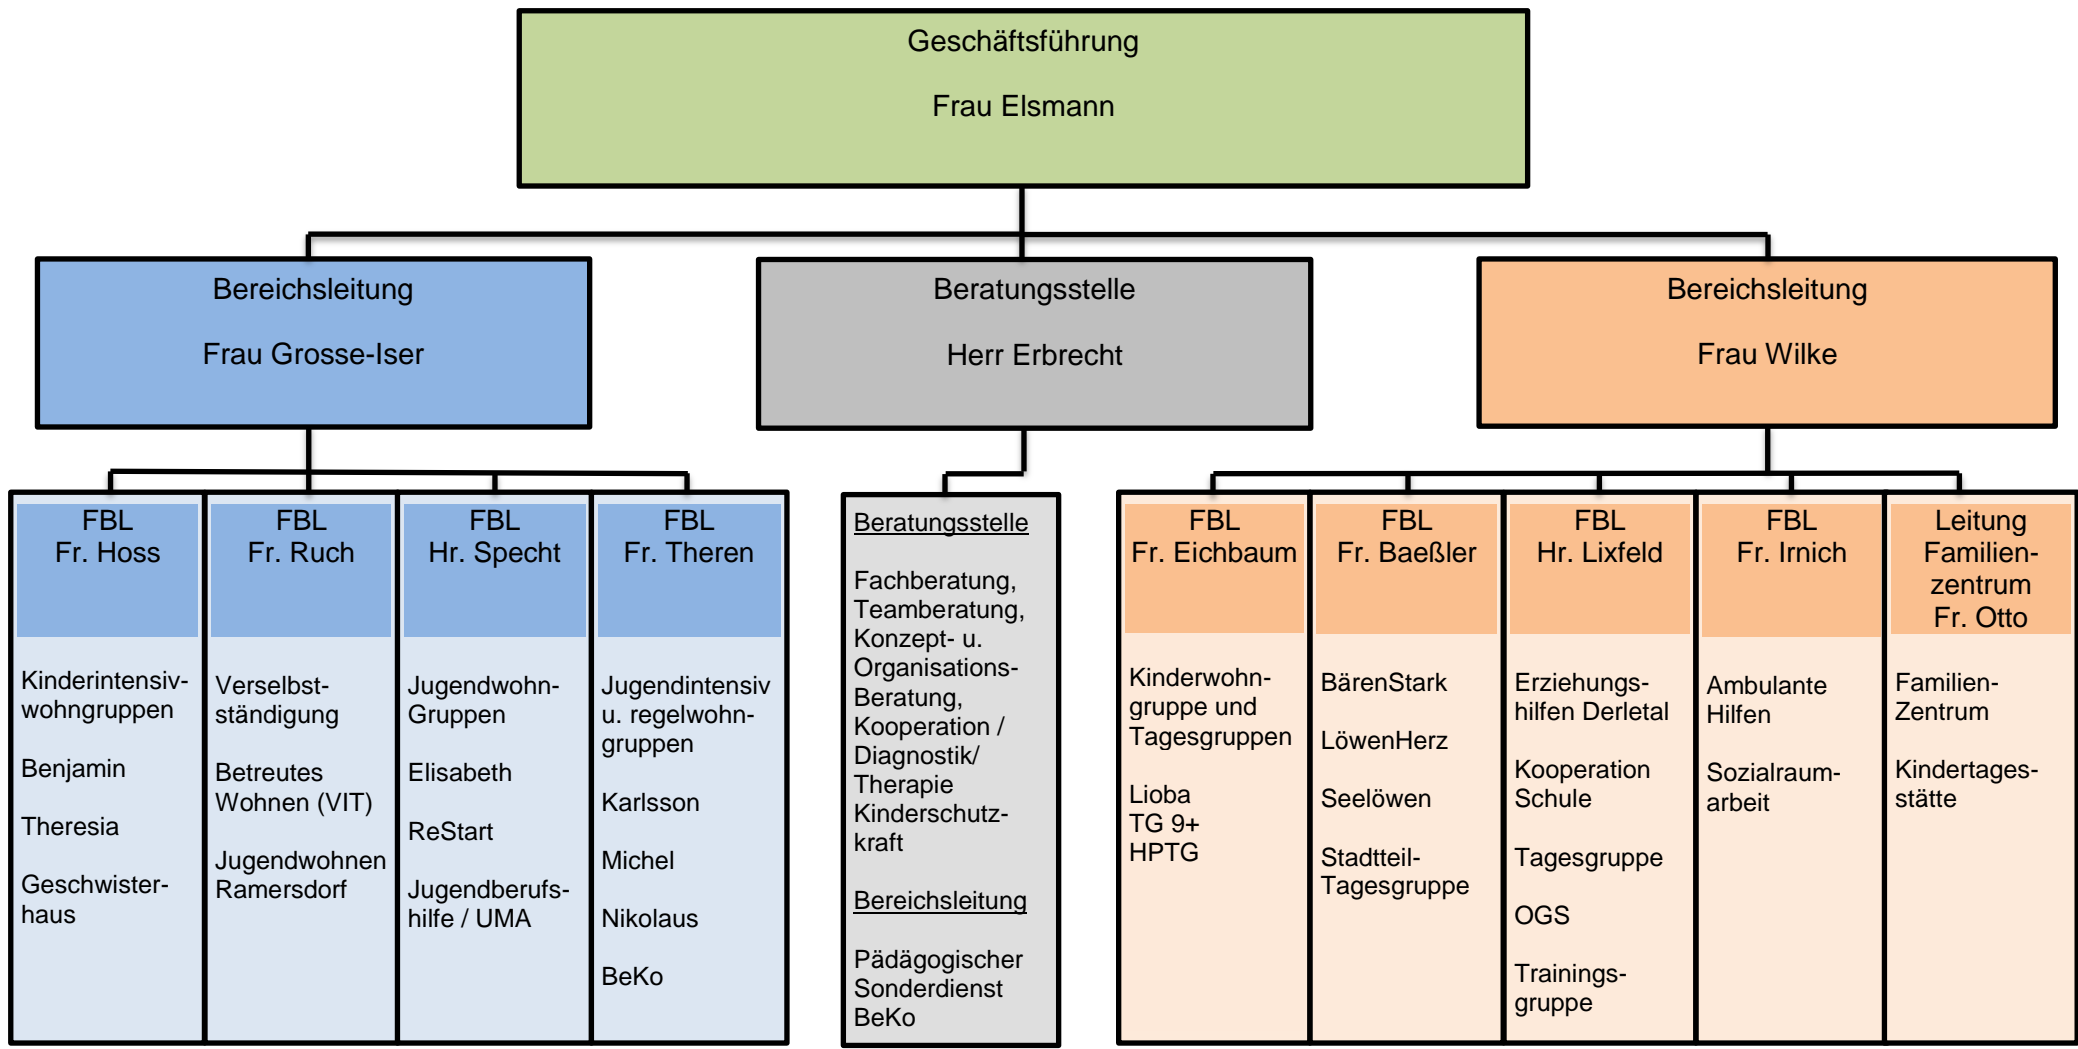 Geschäftsführung
Frau Elsmann
Bereichsleitung
Frau Grosse-Iser
Beratungsstelle
Herr Erbrecht
Bereichsleitung
Frau Wilke
FBL
Fr. Hoss
Kinderintensiv-
wohngruppen
Benjamin
Theresia
Geschwister-
haus
FBL
Fr. Ruch
Verselbst-
ständigung
Betreutes
Wohnen (VIT)
Jugendwohnen
Ramersdorf
FBL
Hr. Specht
Jugendwohn-
Gruppen
Elisabeth
ReStart
Jugendberufs-
hilfe / UMA
FBL
Fr. Theren
Jugendintensiv
u. regelwohn-
gruppen
Karlsson
Michel
Nikolaus
BeKo
Beratungsstelle
Fachberatung,
Teamberatung,
Konzept- u.
Organisations-
Beratung,
Kooperation /
Diagnostik/
Therapie
Kinderschutz-
kraft
Bereichsleitung
Pädagogischer
Sonderdienst
BeKo
FBL
Fr. Eichbaum
Kinderwohn-
gruppe und
Tagesgruppen
Lioba
TG 9+
HPTG
FBL
Fr. Baeßler
BärenStark
LöwenHerz
Seelöwen
Stadtteil-
Tagesgruppe
FBL
Hr. Lixfeld
Erziehungs-
hilfen Derletal
Kooperation
Schule
Tagesgruppe
OGS
Trainings-
gruppe
FBL
Fr. Irnich
Ambulante
Hilfen
Sozialraum-
arbeit
Leitung
Familien-
zentrum
Fr. Otto
Familien-
Zentrum
Kindertages-
stätte